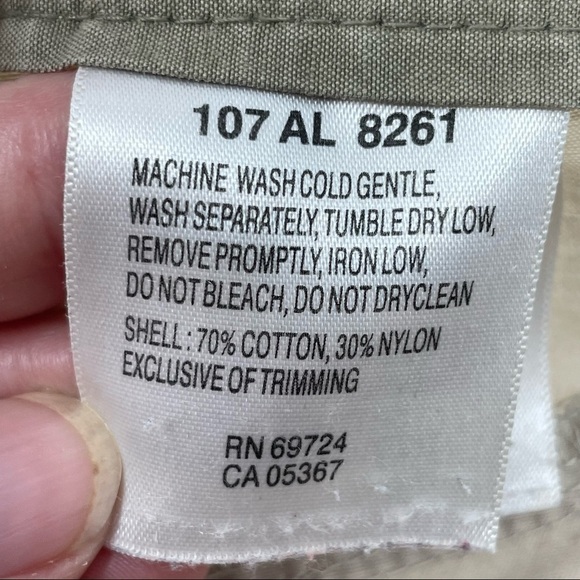 107 AL 8261
MACHINE WASH COLD GENTLE,
WASH SEPARATELY, TUMBLE DRY LOW,
REMOVE PROMPTLY, IRON LOW,
DO NOT BLEACH, DO NOT DRYCLEAN
SHELL : 70% COTTON, 30% NYLON
EXCLUSIVE OF TRIMMING
RN 69724
CA 05367